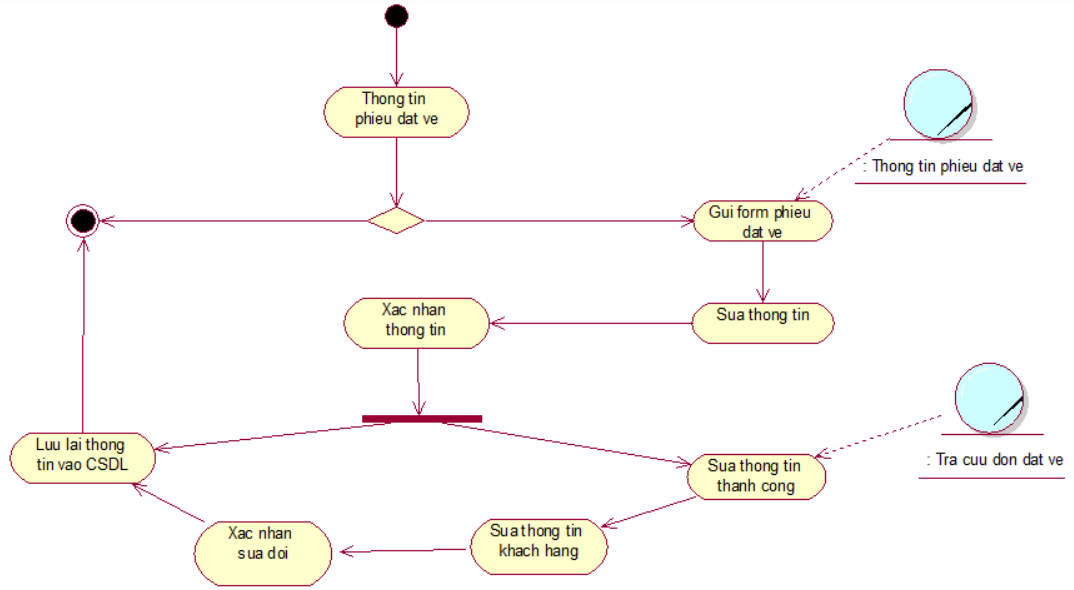 Thong tin
phieu dat ve
: Thong tin phieu dat ve
Gui form phieu
dat ve
Xac nhan
thong tin
Sua thong tin
Luu lai thong
tin vao CSDL
Sua thong tin
thanh cong
: Tra cuu don dat ve
Xac nhan
sua doi
Sua thong tin
khach hang